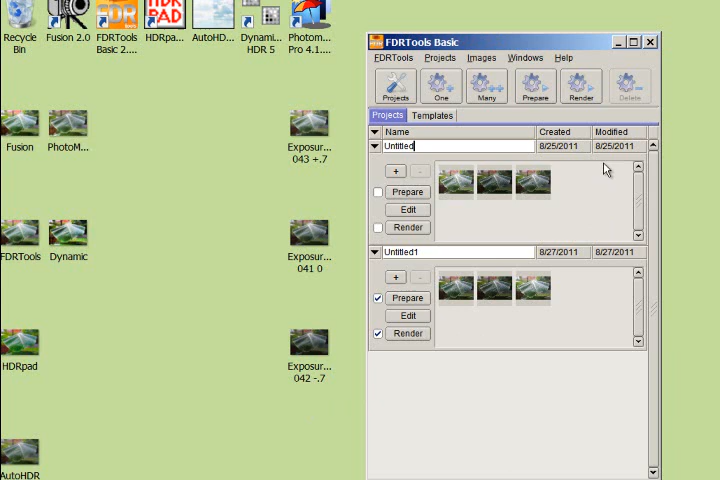 HDR
PAD
FDR
Recycle Bin
Fusion 2.0
FDRTools Basic 2....
HDRpa...
AutoHD...
Dynami... HDR 5
Photom... Pro 4.1....
Fusion
PhotoM...
Exposur... 043 +.7
FDRTools
Dynamic
Exposur... 041 0
HDRpad
Exposur... 042 -.7
AutoHDR
FDRTools Basic
FDRTools Projects Images Windows Help
Projects One Many Prepare Render Delete
Projects Templates
Name Created Modified
Untitled 8/25/2011 8/25/2011
+ -
Prepare
Edit
Render
Untitled1 8/27/2011 8/27/2011
+ -
Prepare
Edit
Render